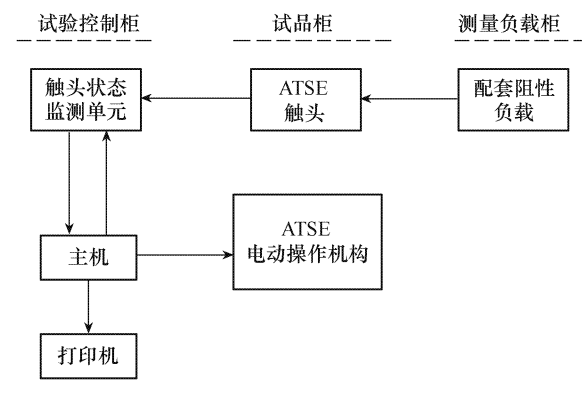 试验控制柜 试品柜 测量负载柜
触头状态
监测单元
ATSE
触头
配套阻性
负载
主机
ATSE
电动操作机构
打印机